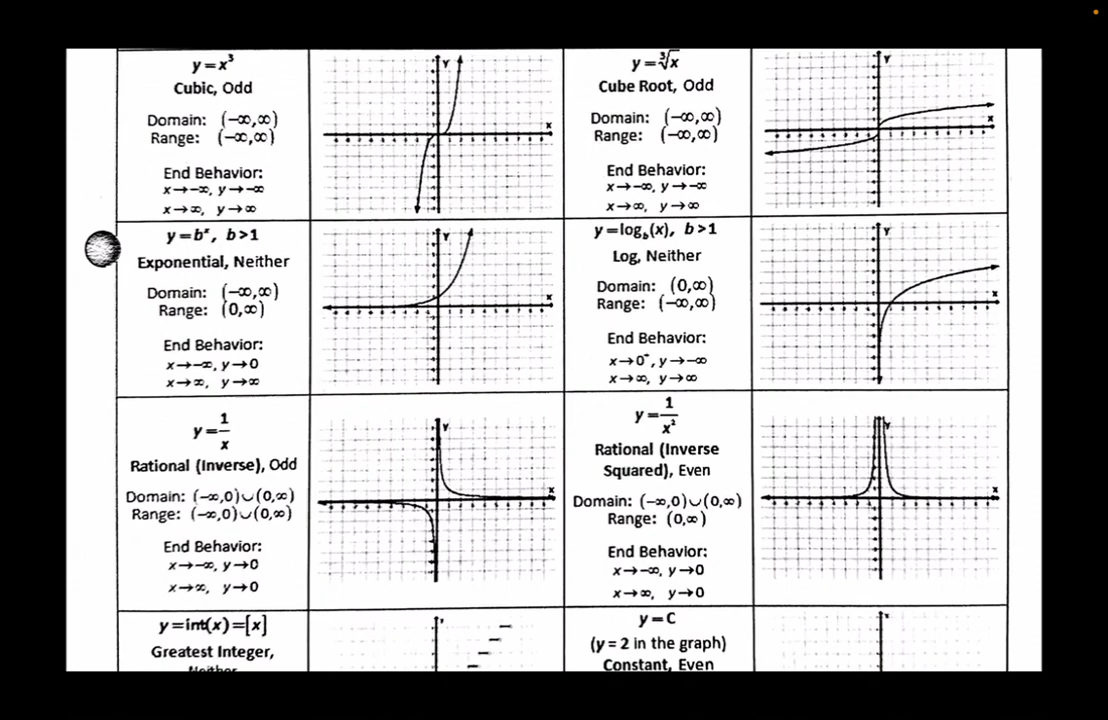 y=x³
Cubic, Odd
Domain: (-∞,∞)
Range: (-∞,∞)
End Behavior:
x→-∞, y→-∞
x→∞, y→∞
Y
x
y=∛x
Cube Root, Odd
Domain: (-∞,∞)
Range: (-∞,∞)
End Behavior:
x→-∞, y→-∞
x→∞, y→∞
Y
x
y=bˣ, b>1
Exponential, Neither
Domain: (-∞,∞)
Range: (0,∞)
End Behavior:
x→-∞, y→0
x→∞, y→∞
Y
x
y=log_b(x), b>1
Log, Neither
Domain: (0,∞)
Range: (-∞,∞)
End Behavior:
x→0⁺, y→-∞
x→∞, y→∞
Y
x
y=1/x
Rational (Inverse), Odd
Domain: (-∞,0)∪(0,∞)
Range: (-∞,0)∪(0,∞)
End Behavior:
x→-∞, y→0
x→∞, y→0
Y
x
y=1/x²
Rational (Inverse
Squared), Even
Domain: (-∞,0)∪(0,∞)
Range: (0,∞)
End Behavior:
x→-∞, y→0
x→∞, y→0
Y
x
y=int(x)=[x]
Greatest Integer,
Neither
y=C
(y=2 in the graph)
Constant, Even